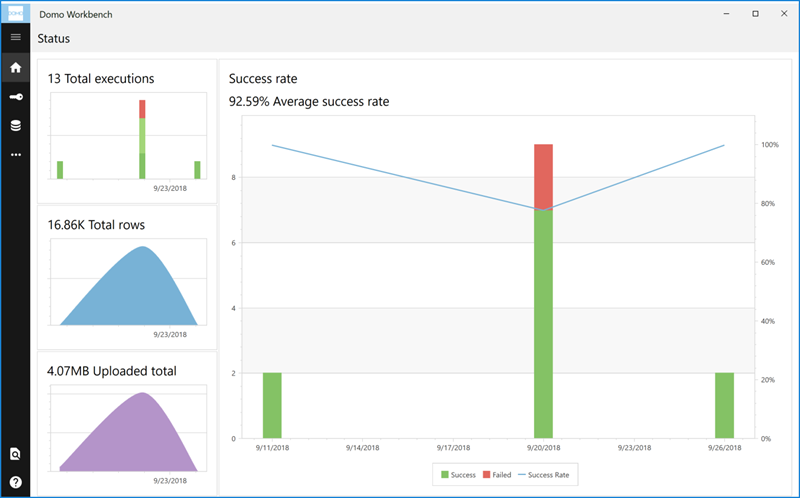 DOMO
Domo Workbench
Status
13 Total executions
9/23/2018
16.86K Total rows
9/23/2018
4.07MB Uploaded total
9/23/2018
Success rate
92.59% Average success rate
8
6
4
2
0
100%
80%
60%
40%
20%
0%
9/11/2018 9/14/2018 9/17/2018 9/20/2018 9/23/2018 9/26/2018
Success Failed Success Rate